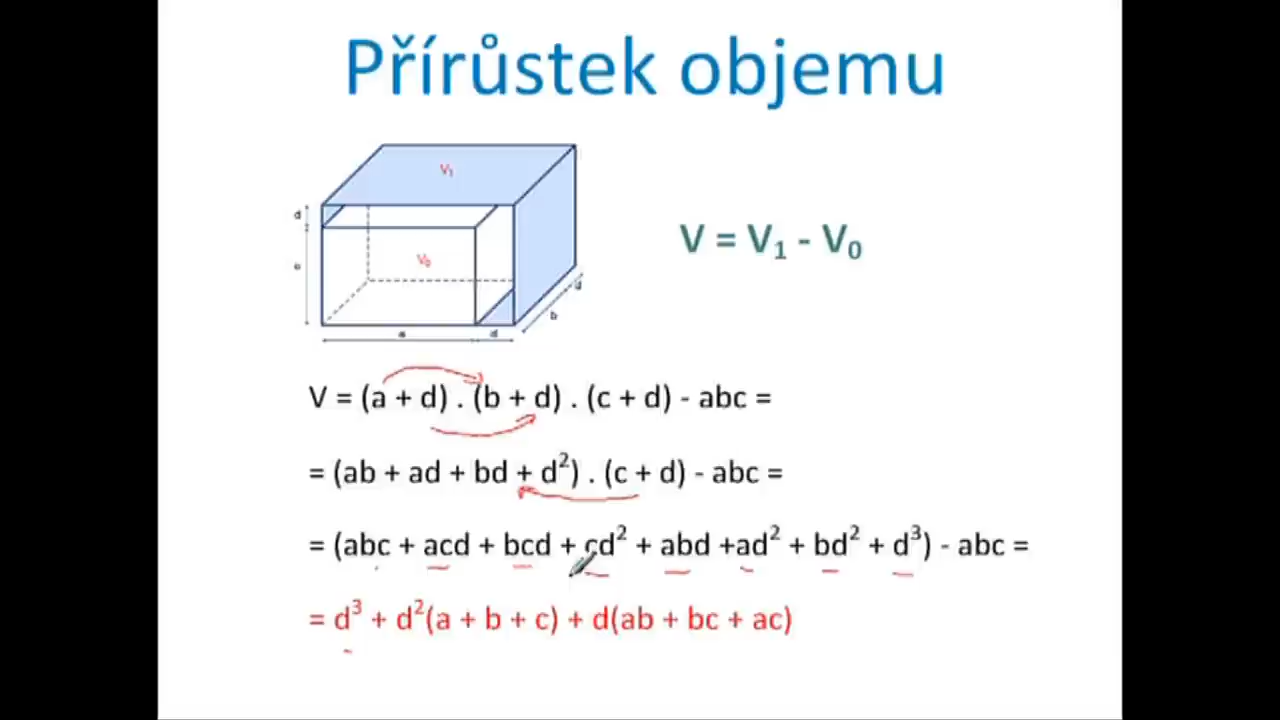 Přírůstek objemu
V₁
d
V = V₁ - V₀
V₀
d
b
a
d
V = (a + d) . (b + d) . (c + d) - abc =
= (ab + ad + bd + d²) . (c + d) - abc =
= (abc + acd + bcd + cd² + abd +ad² + bd² + d³) - abc =
= d³ + d²(a + b + c) + d(ab + bc + ac)